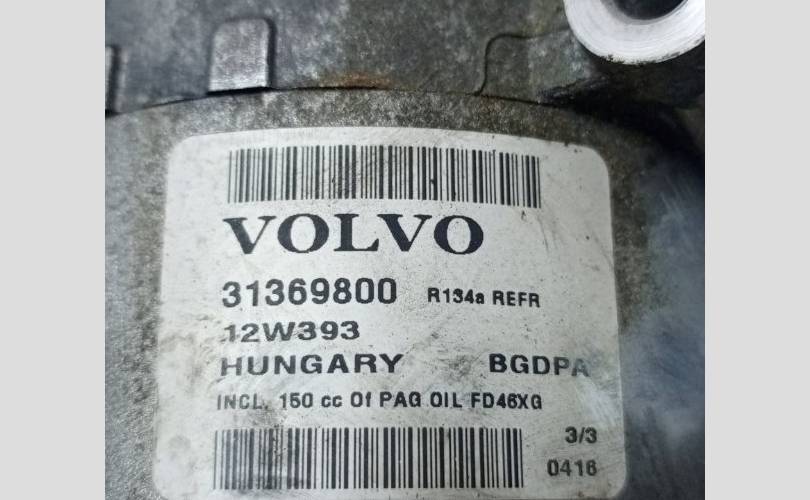 VOLVO
31369800 R134a REFR
12W393
HUNGARY BGDPA
INCL. 150 cc Of PAG OIL FD46XG
3/3
0416